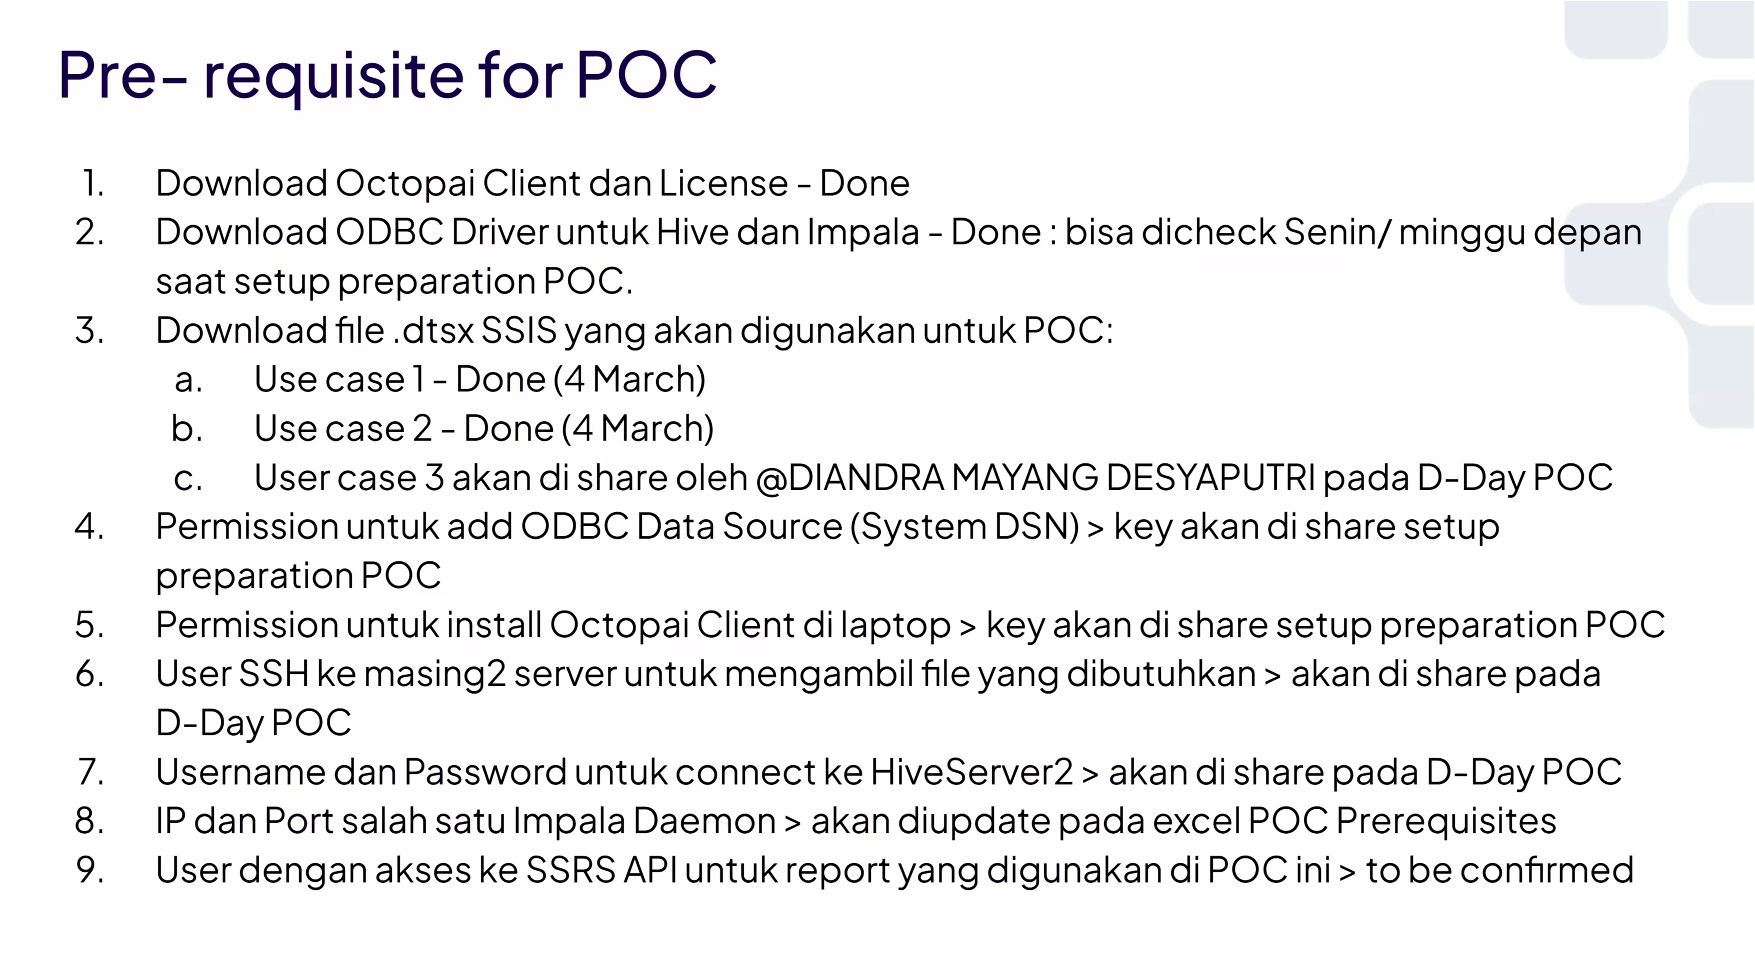 Pre- requisite for POC
1. Download Octopai Client dan License - Done
2. Download ODBC Driver untuk Hive dan Impala - Done : bisa dicheck Senin/ minggu depan
saat setup preparation POC.
3. Download file .dtsx SSIS yang akan digunakan untuk POC:
a. Use case 1 - Done (4 March)
b. Use case 2 - Done (4 March)
c. User case 3 akan di share oleh @DIANDRA MAYANG DESYAPUTRI pada D-Day POC
4. Permission untuk add ODBC Data Source (System DSN) > key akan di share setup
preparation POC
5. Permission untuk install Octopai Client di laptop > key akan di share setup preparation POC
6. User SSH ke masing2 server untuk mengambil file yang dibutuhkan > akan di share pada
D-Day POC
7. Username dan Password untuk connect ke HiveServer2 > akan di share pada D-Day POC
8. IP dan Port salah satu Impala Daemon > akan diupdate pada excel POC Prerequisites
9. User dengan akses ke SSRS API untuk report yang digunakan di POC ini > to be confirmed